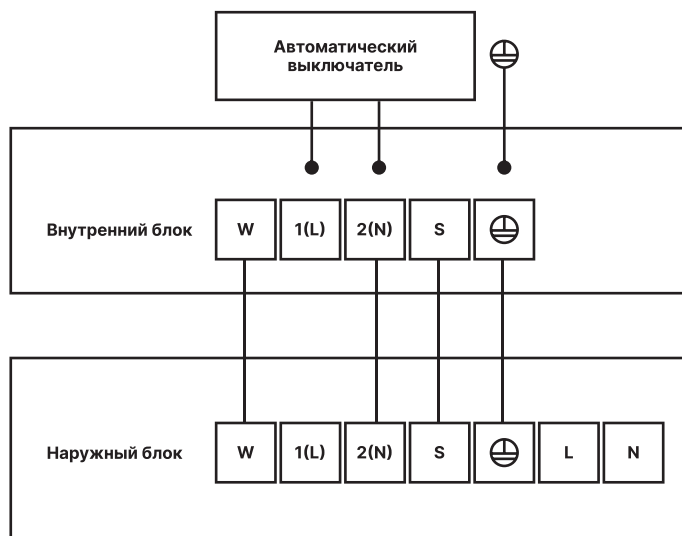 Автоматический
выключатель
Внутренний блок W 1(L) 2(N) S
Наружный блок W 1(L) 2(N) S L N